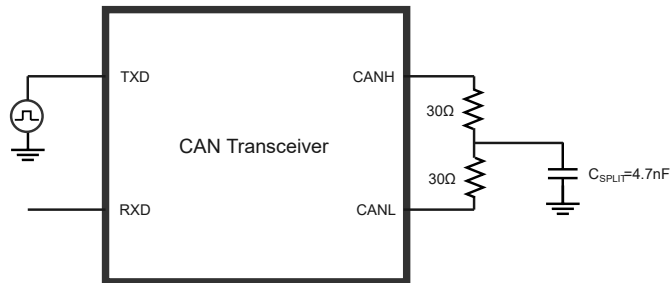 TXD
CANH
30Ω
CAN Transceiver
30Ω
CSPLIT=4.7nF
RXD
CANL